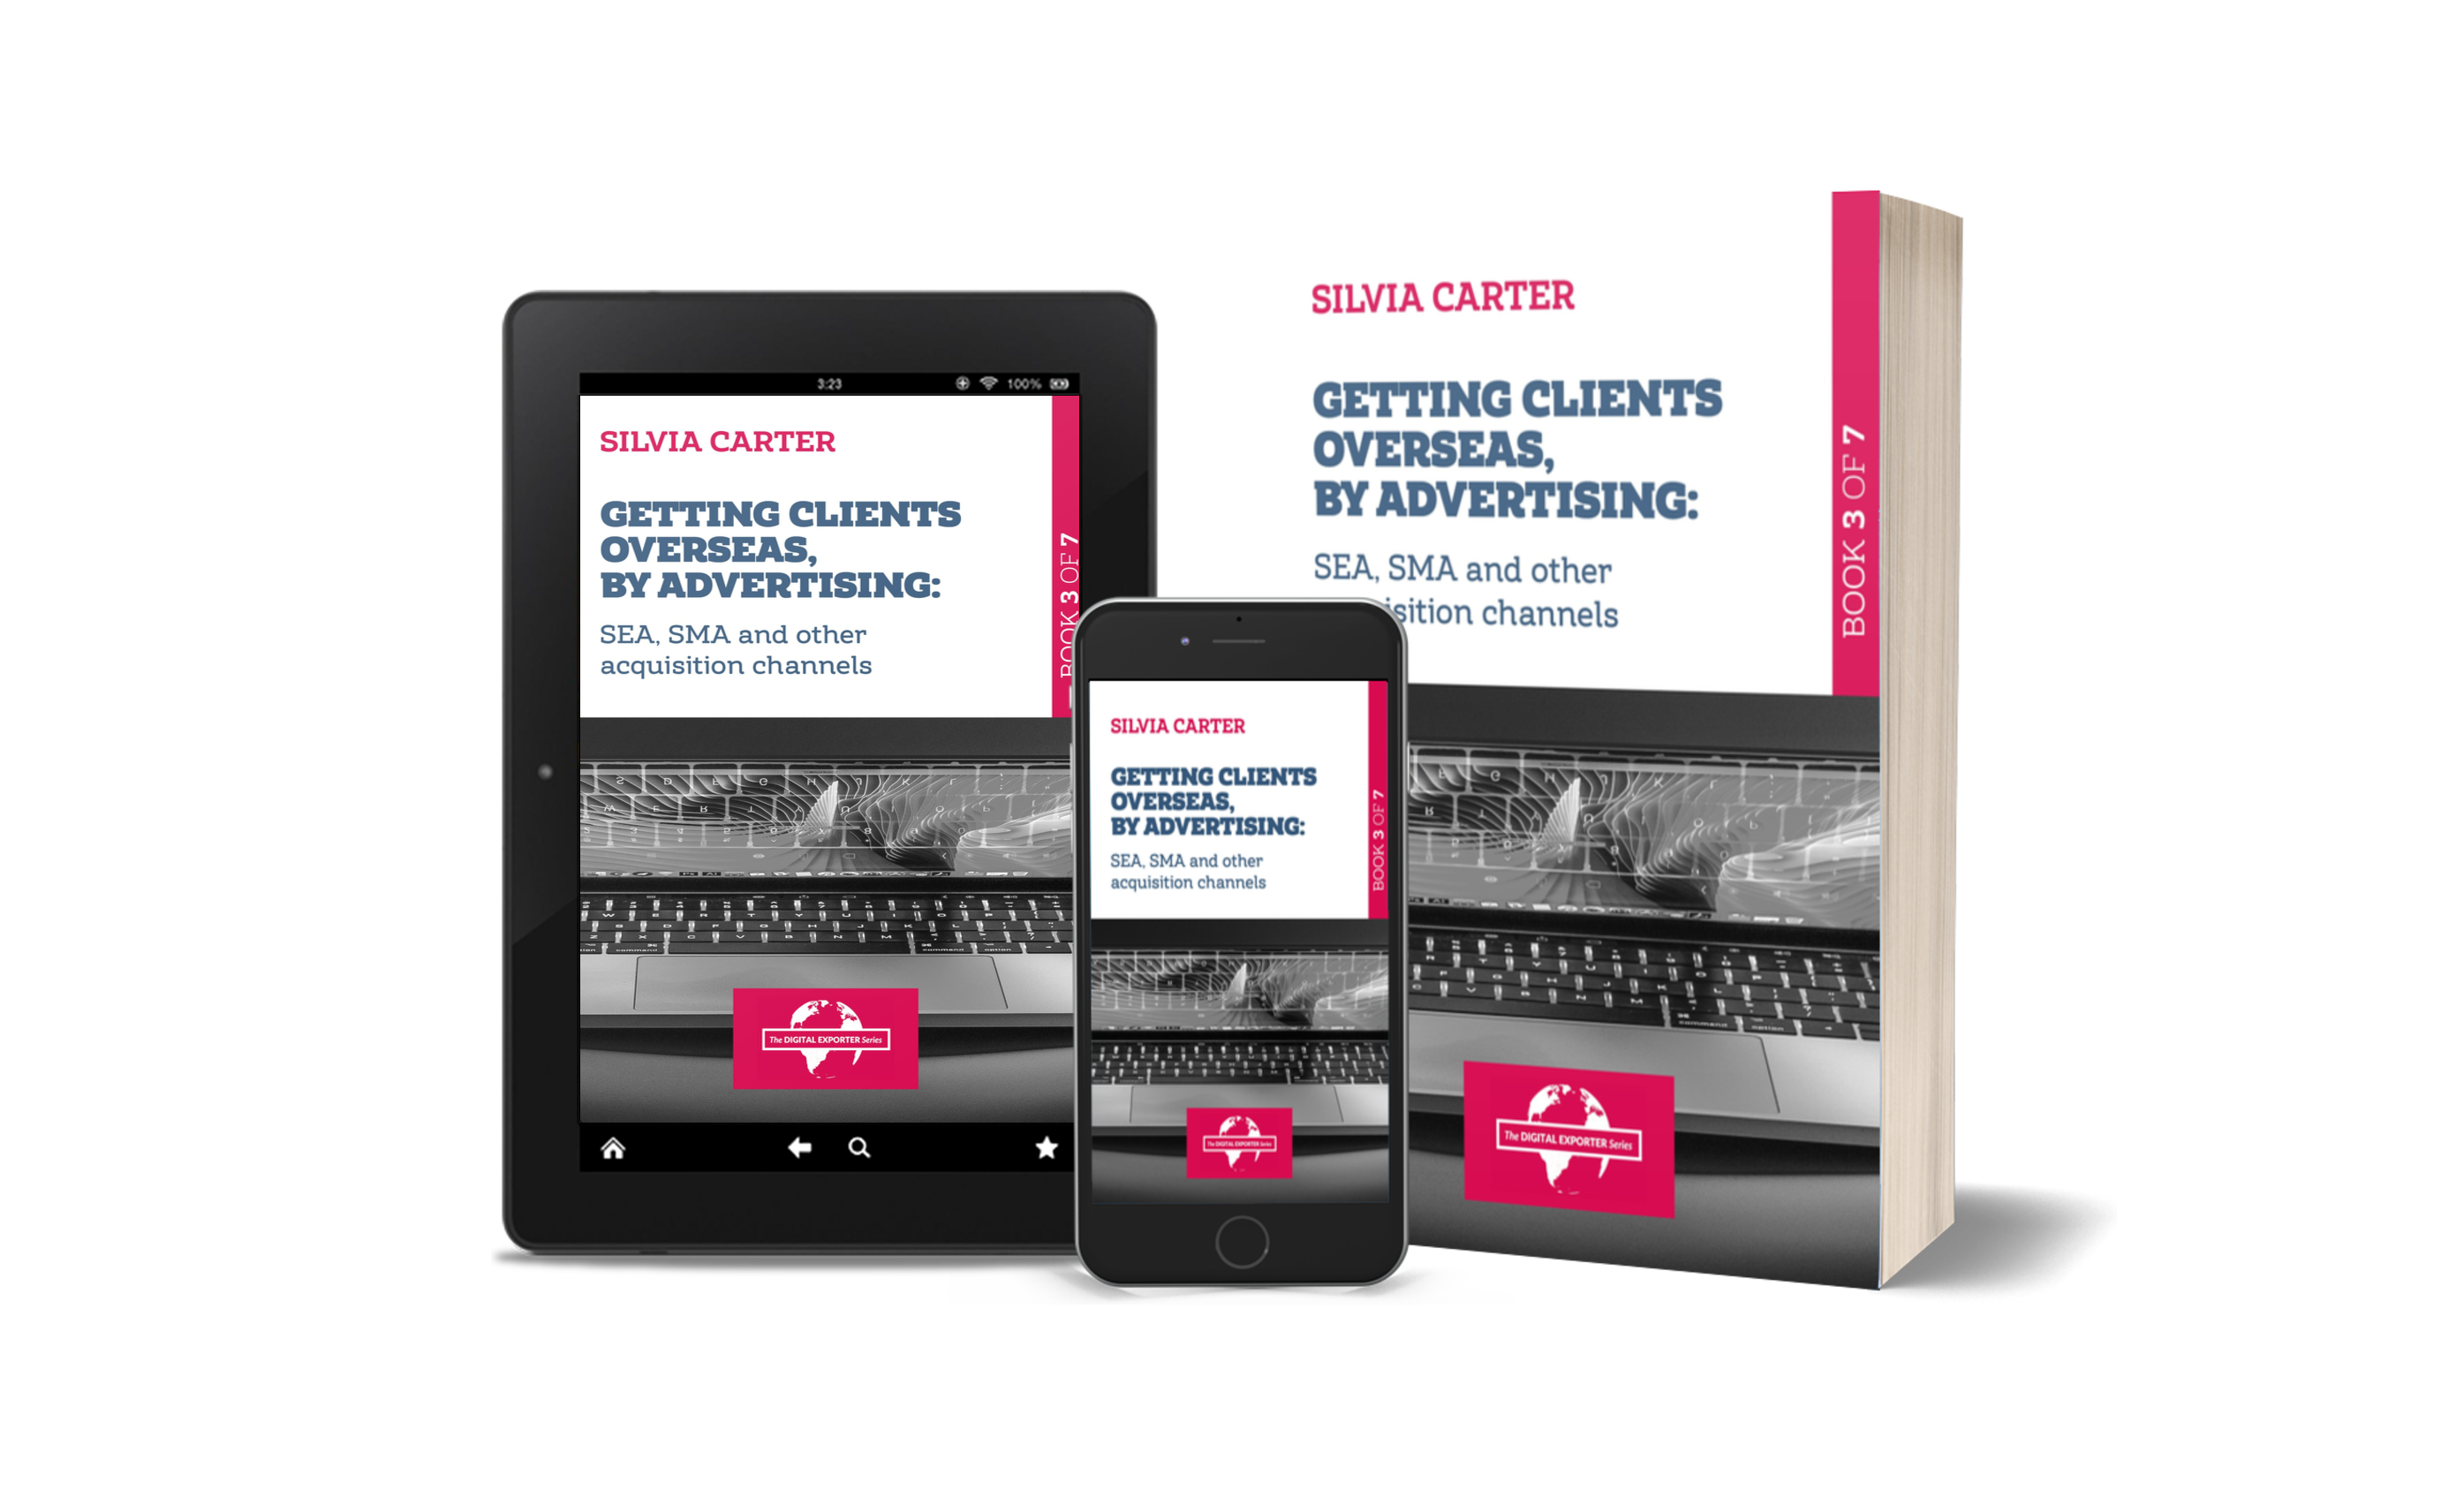 3:23
100%
SILVIA CARTER
GETTING CLIENTS
OVERSEAS,
BY ADVERTISING:
SEA, SMA and other
acquisition channels
BOOK 3 OF 7
The DIGITAL EXPORTER Series
SILVIA CARTER
GETTING CLIENTS
OVERSEAS,
BY ADVERTISING:
SEA, SMA and other
acquisition channels
BOOK 3 OF 7
The DIGITAL EXPORTER Series
SILVIA CARTER
GETTING CLIENTS
OVERSEAS,
BY ADVERTISING:
SEA, SMA and other
isition channels
BOOK 3 OF 7
The DIGITAL EXPORTER Series